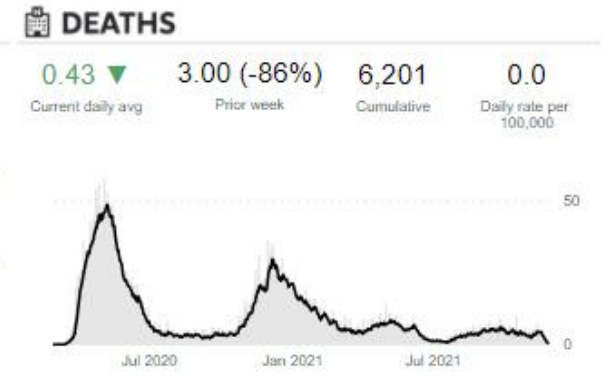 DEATHS
0.43 ▼ 3.00 (-86%) 6,201 0.0
Current daily avg Prior week Cumulative Daily rate per
100,000
50
0
Jul 2020 Jan 2021 Jul 2021